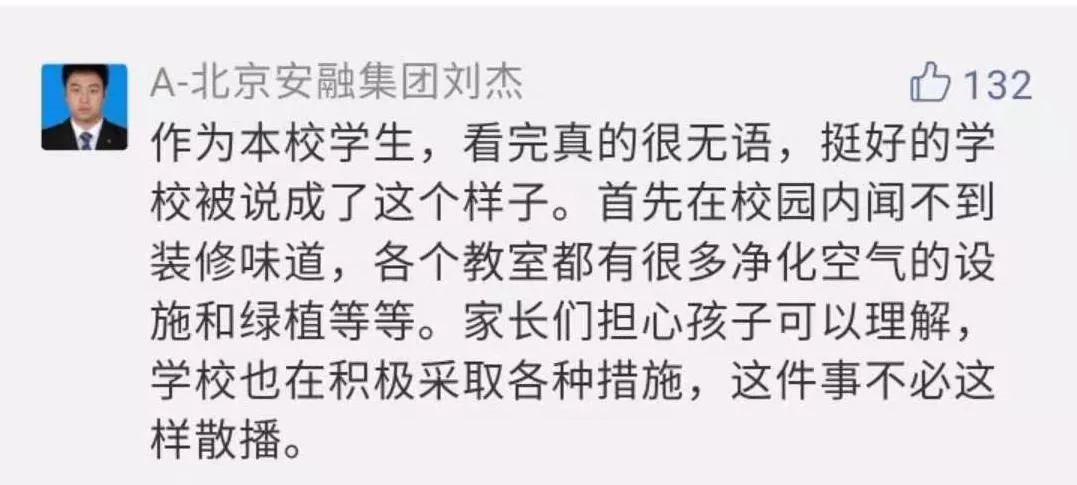 A-北京安融集团刘杰
132
作为本校学生，看完真的很无语，挺好的学
校被说成了这个样子。首先在校园内闻不到
装修味道，各个教室都有很多净化空气的设
施和绿植等等。家长们担心孩子可以理解，
学校也在积极采取各种措施，这件事不必这
样散播。